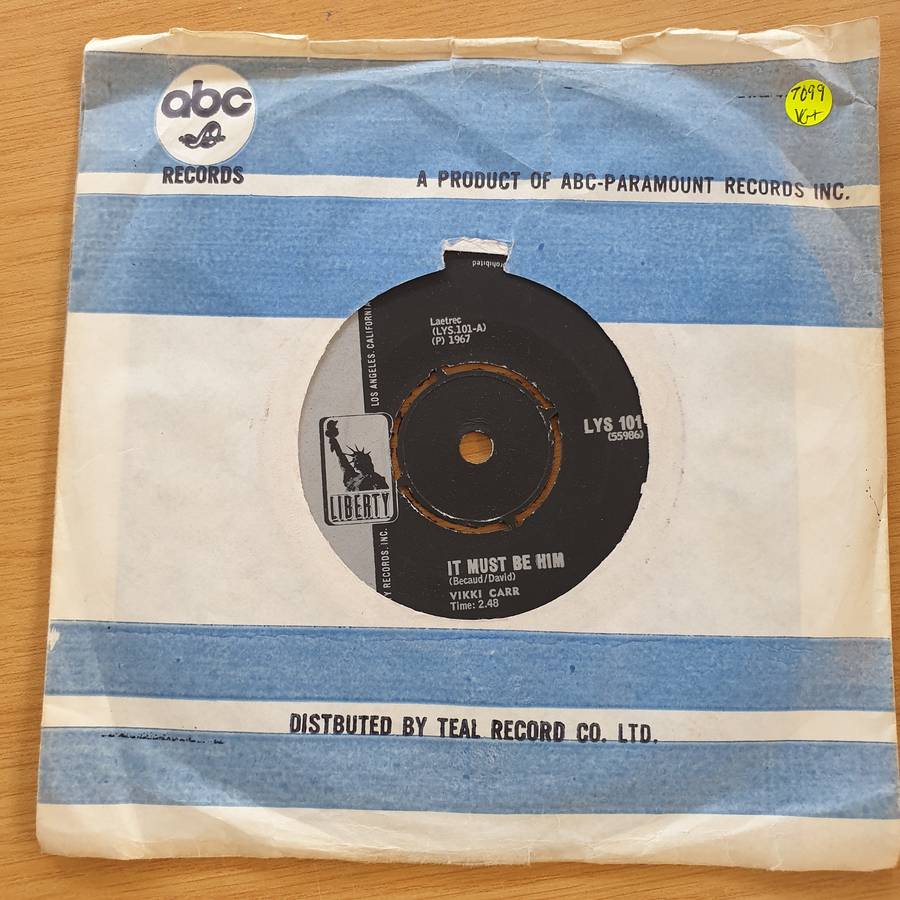 abc
RECORDS
7099
VG+
A PRODUCT OF ABC-PARAMOUNT RECORDS INC.
prohibited
Laetrec
(LYS.101-A)
(P) 1967
LOS ANGELES, CALIFORNIA
LYS 101
(55986)
LIBERTY
Y RECORDS, INC.
IT MUST BE HIM
(Becaud/David)
VIKKI CARR
Time: 2.48
DISTBUTED BY TEAL RECORD CO. LTD.